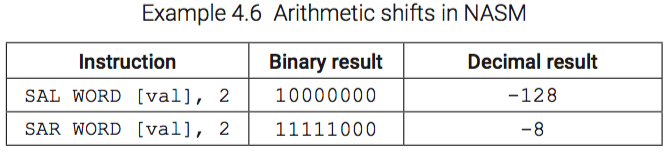 Example 4.6 Arithmetic shifts in NASM
Instruction Binary result Decimal result
SAL WORD [val], 2 10000000 -128
SAR WORD [val], 2 11111000 -8